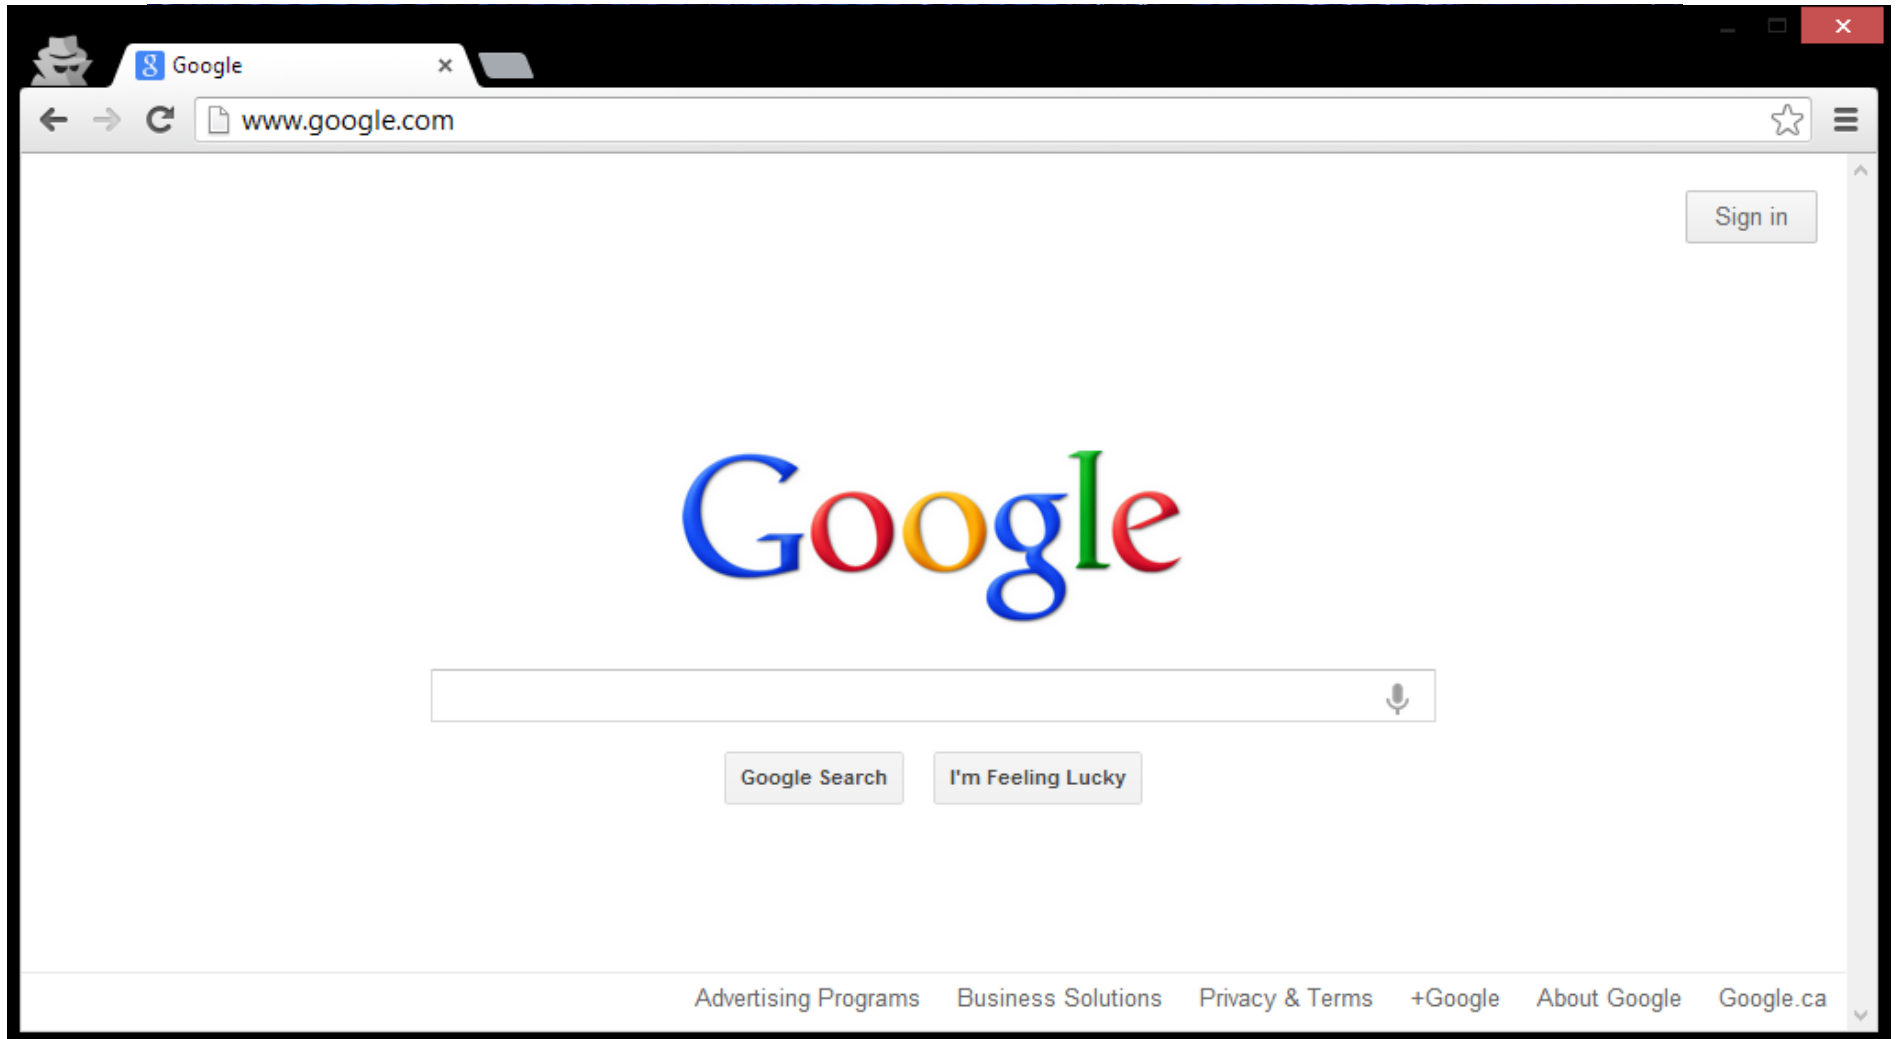 Google
www.google.com
Sign in
Google
Google Search I'm Feeling Lucky
Advertising Programs Business Solutions Privacy & Terms +Google About Google Google.ca